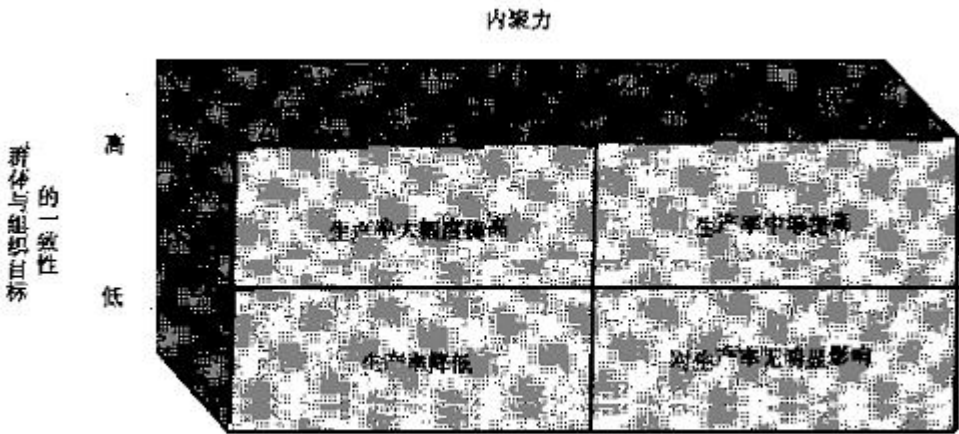 内聚力
高
群体与组织目标
的一致性
生产率大幅度提高
生产率中等提高
低
生产率降低
对生产率无明显影响